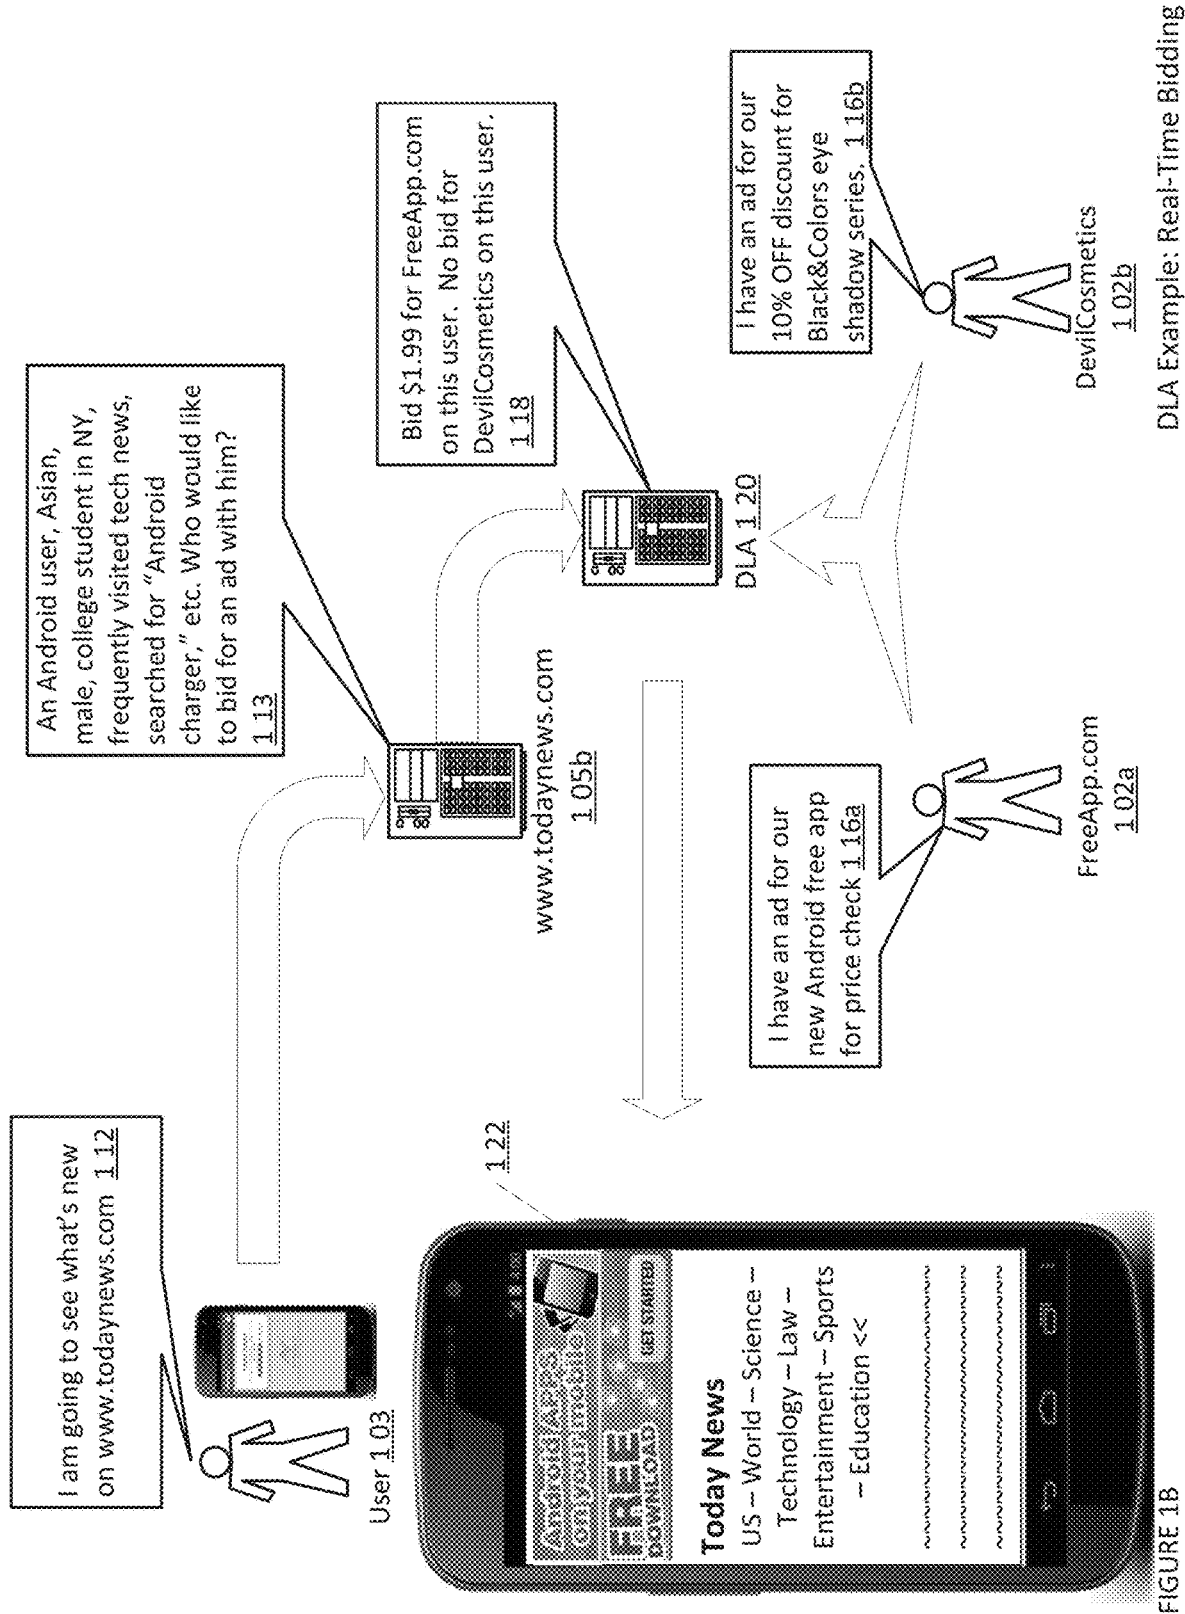 I am going to see what's new
on www.todaynews.com 1 12
User 1 03
An Android user, Asian,
male, college student in NY,
frequently visited tech news,
searched for "Android
charger," etc. Who would like
to bid for an ad with him?
1 13
www.todaynews.com
1 05b
Bid $1.99 for FreeApp.com
on this user.  No bid for
DevilCosmetics on this user.
1 18
DLA 1 20
1 22
Android APPS
on your mobile
FREE
DOWNLOAD
GET STARTED
Today News
US – World – Science –
Technology – Law –
Entertainment – Sports
– Education <<
I have an ad for our
new Android free app
for price check 1 16a
FreeApp.com
1 02a
I have an ad for our
10% OFF discount for
Black&Colors eye
shadow series.  1 16b
DevilCosmetics
1 02b
DLA Example: Real-Time Bidding
FIGURE 1B